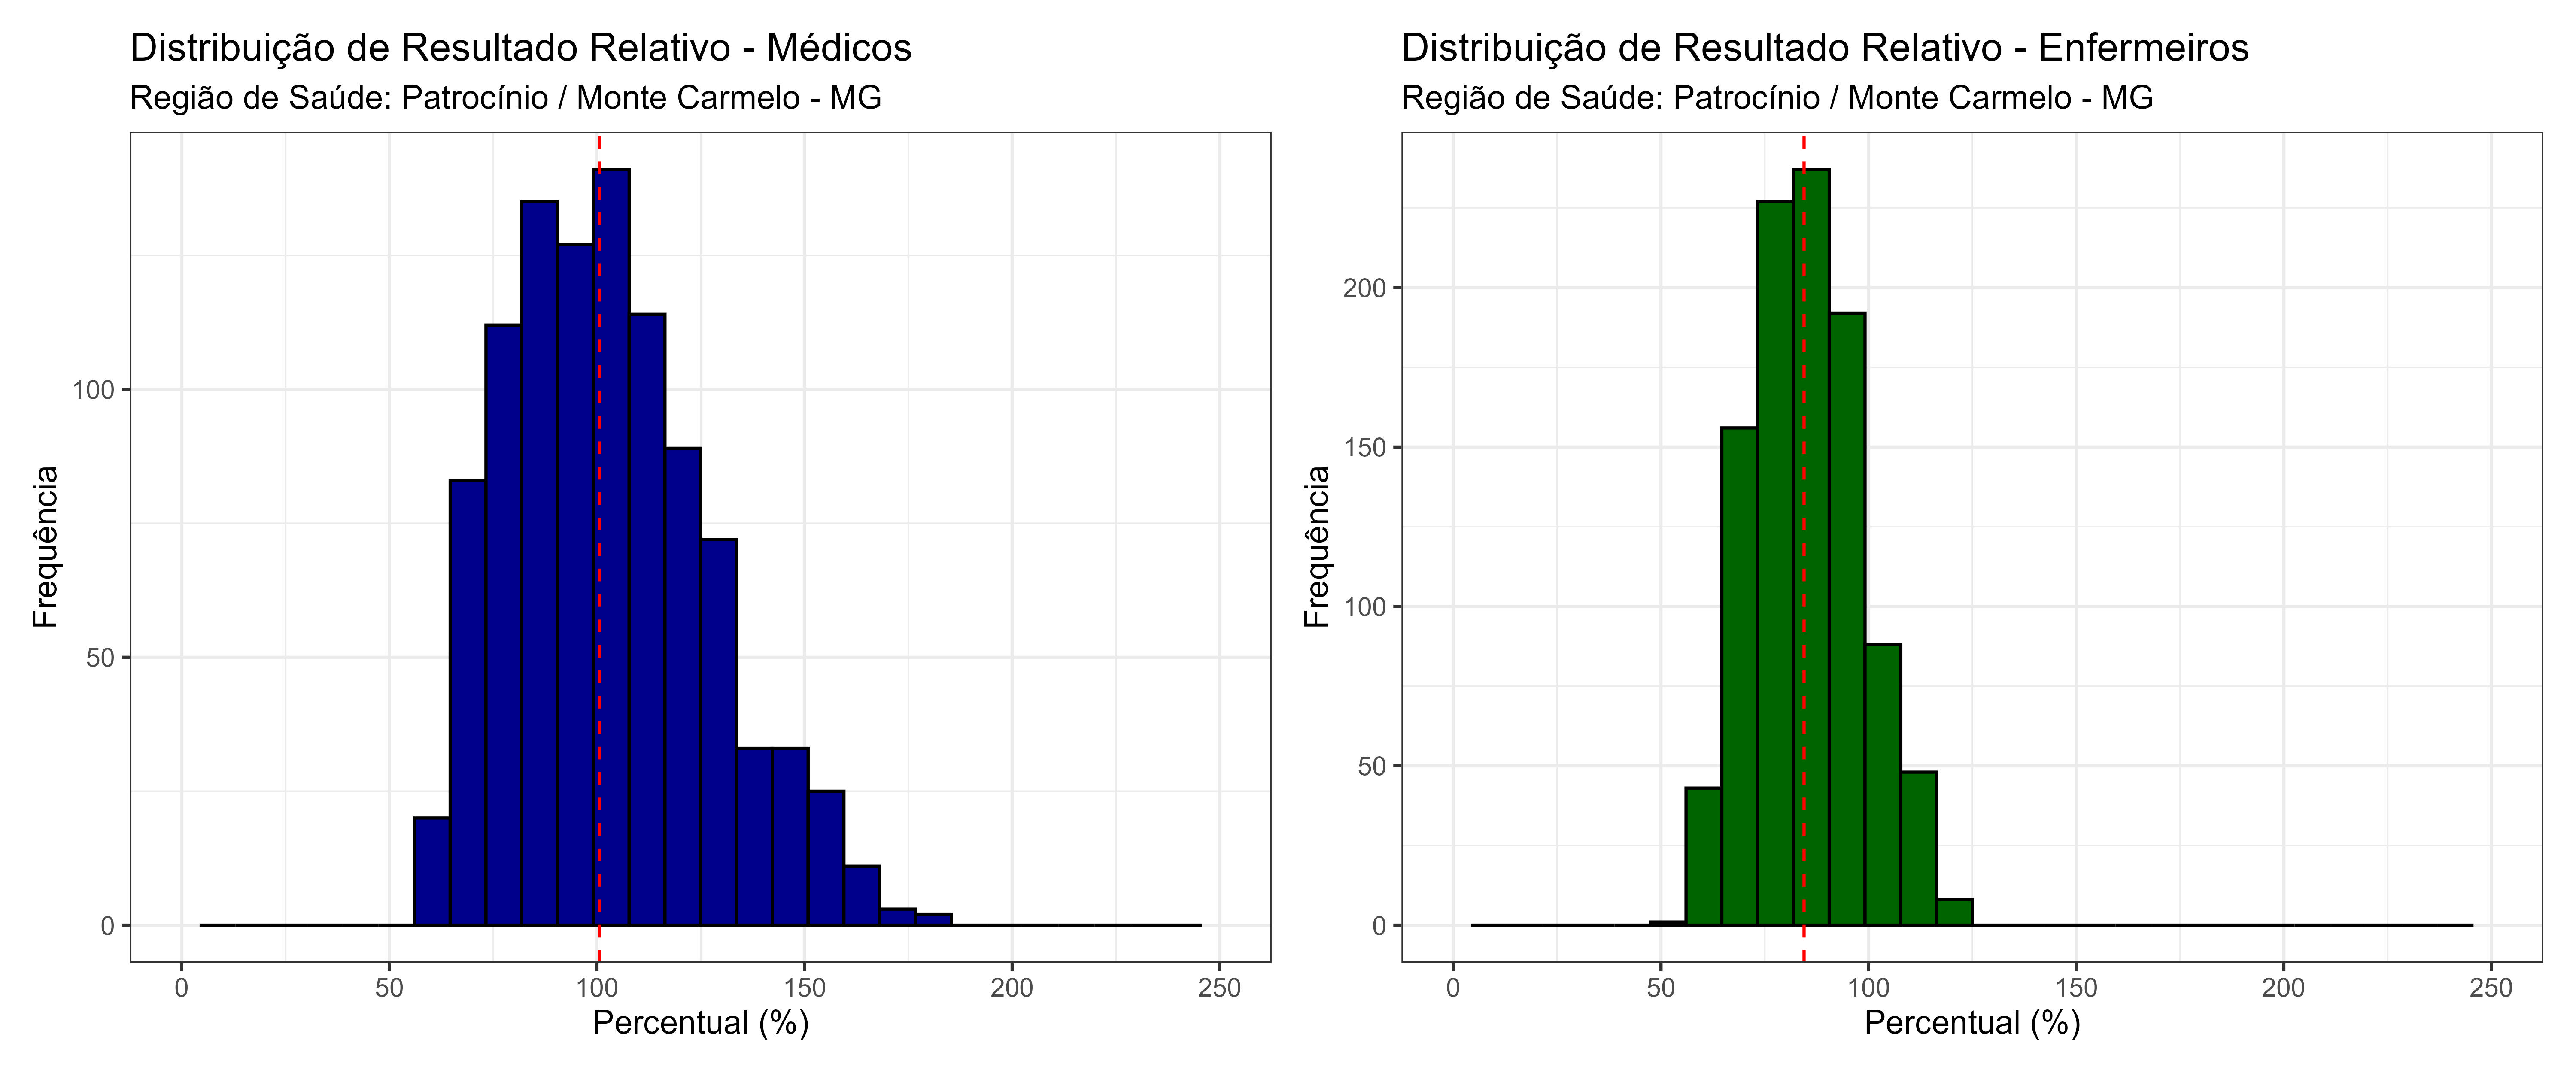 Distribuição de Resultado Relativo - Médicos
Região de Saúde: Patrocínio / Monte Carmelo - MG
Frequência
100
50
0
0 50 100 150 200 250
Percentual (%)
Distribuição de Resultado Relativo - Enfermeiros
Região de Saúde: Patrocínio / Monte Carmelo - MG
Frequência
200
150
100
50
0
0 50 100 150 200 250
Percentual (%)